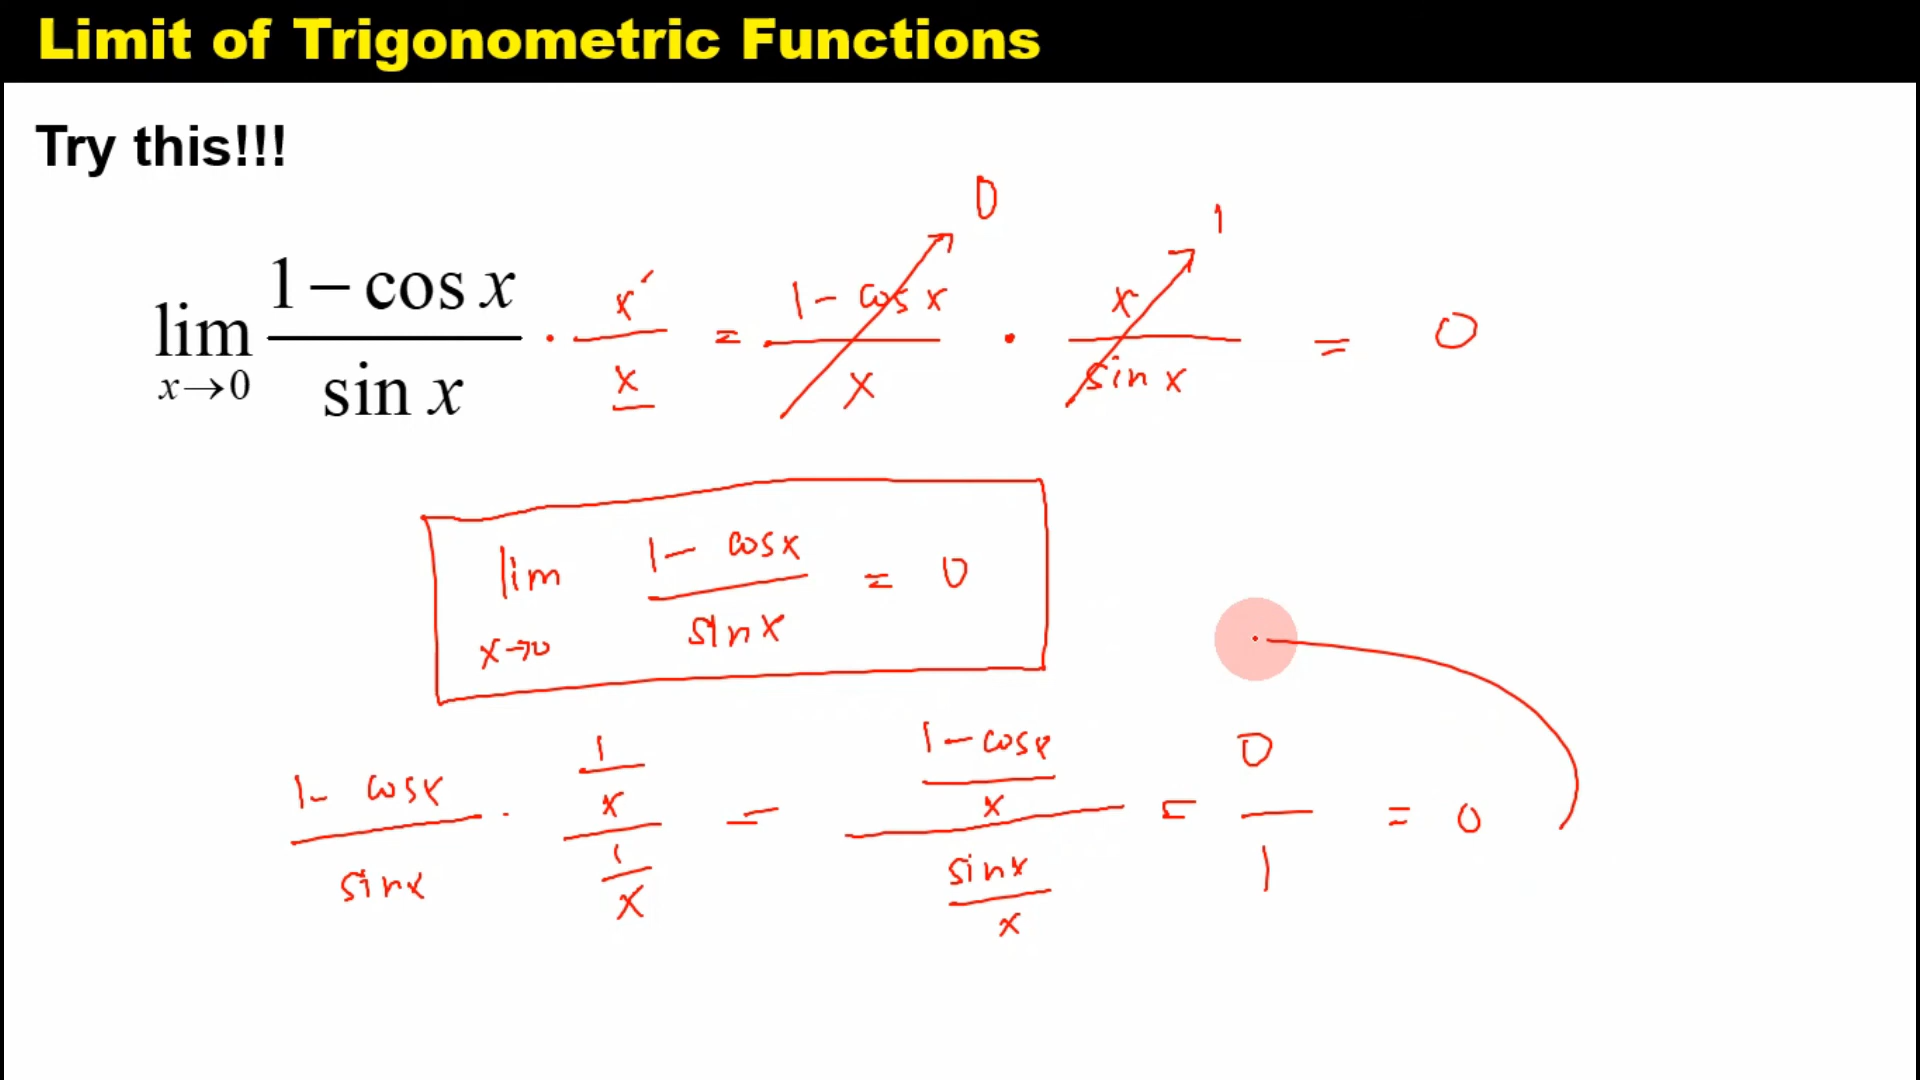 Limit of Trigonometric Functions
Try this!!!
lim x→0 (1 − cos x)/(sin x) · x/x = (1 − cos x)/x · x/(sin x) = 0
0
1
lim x→0 (1 − cos x)/(sin x) = 0
(1 − cos x)/(sin x) · (1/x)/(1/x) = ((1 − cos x)/x)/((sin x)/x) = 0/1 = 0